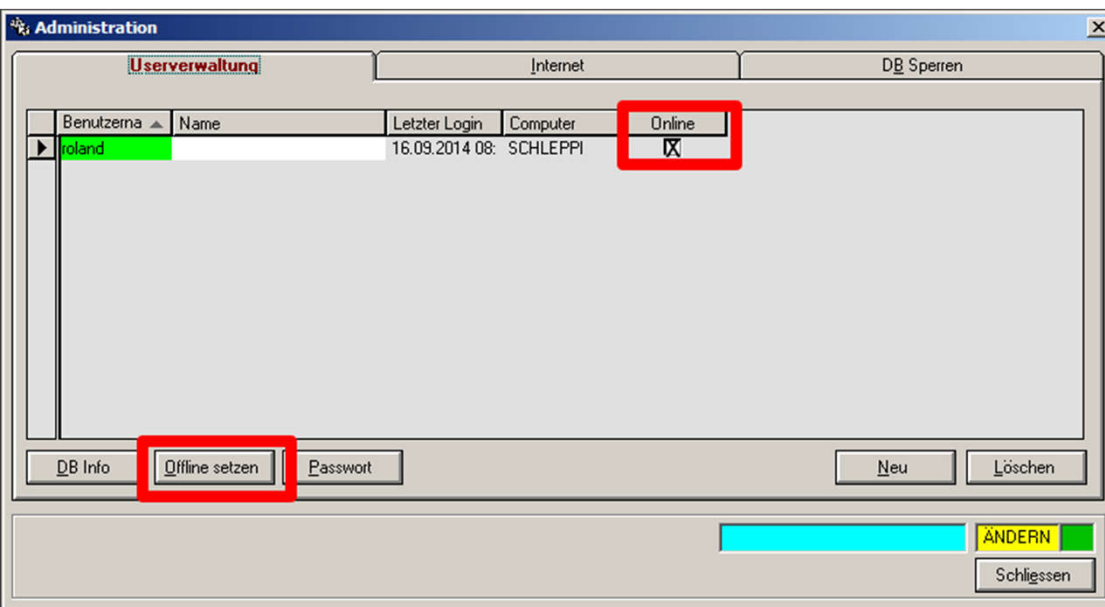 Administration
Userverwaltung Internet DB Sperren
Benutzerna Name Letzter Login Computer Online
roland 16.09.2014 08: SCHLEPPI X
DB Info Offline setzen Passwort Neu Löschen
ÄNDERN
Schliessen